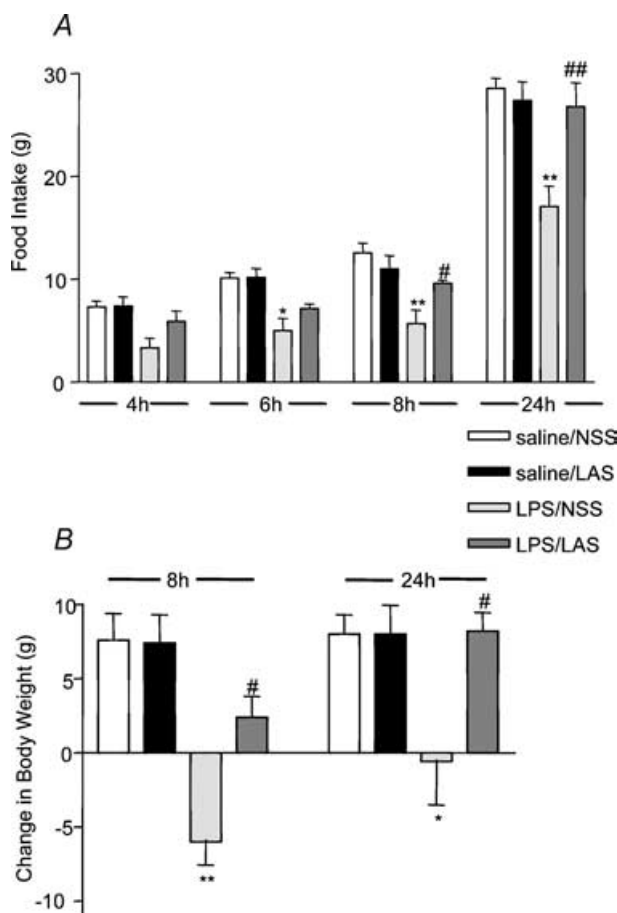 A
30
20
10
0
Food Intake (g)
*
**
#
**
##
4h 6h 8h 24h
saline/NSS
saline/LAS
LPS/NSS
LPS/LAS
B
8h 24h
10
5
0
-5
-10
Change in Body Weight (g)
**
#
*
#